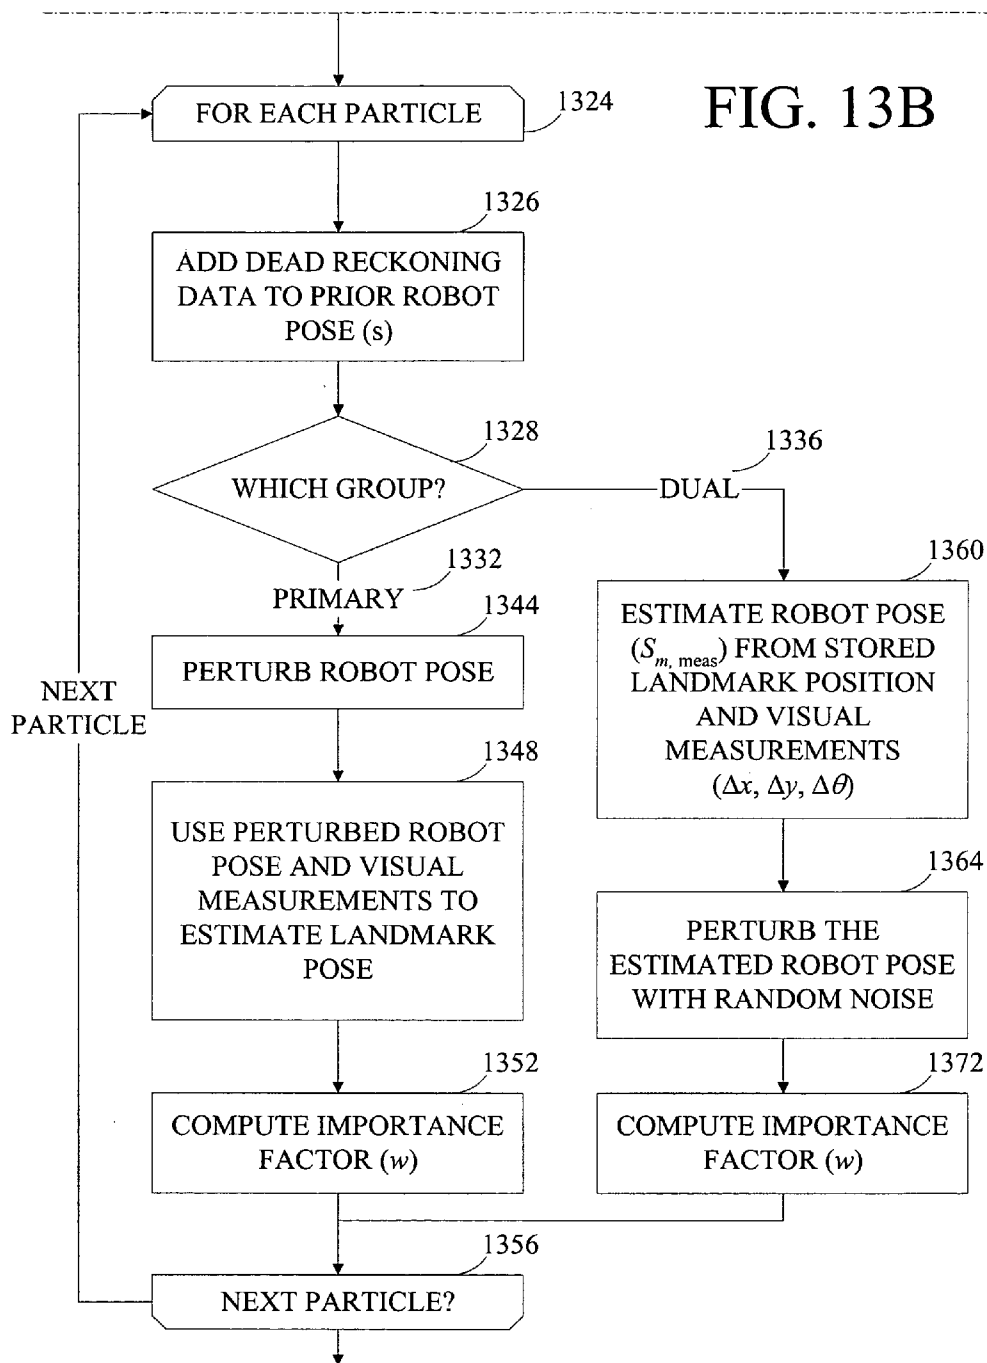 FIG. 13B
FOR EACH PARTICLE
1324
1326
ADD DEAD RECKONING
DATA TO PRIOR ROBOT
POSE (s)
1328
WHICH GROUP?
1336
DUAL
1332
PRIMARY
1344
PERTURB ROBOT POSE
NEXT
PARTICLE
1348
USE PERTURBED ROBOT
POSE AND VISUAL
MEASUREMENTS TO
ESTIMATE LANDMARK
POSE
1352
COMPUTE IMPORTANCE
FACTOR (w)
1360
ESTIMATE ROBOT POSE
(Sm, meas) FROM STORED
LANDMARK POSITION
AND VISUAL
MEASUREMENTS
(Δx, Δy, Δθ)
1364
PERTURB THE
ESTIMATED ROBOT POSE
WITH RANDOM NOISE
1372
COMPUTE IMPORTANCE
FACTOR (w)
1356
NEXT PARTICLE?